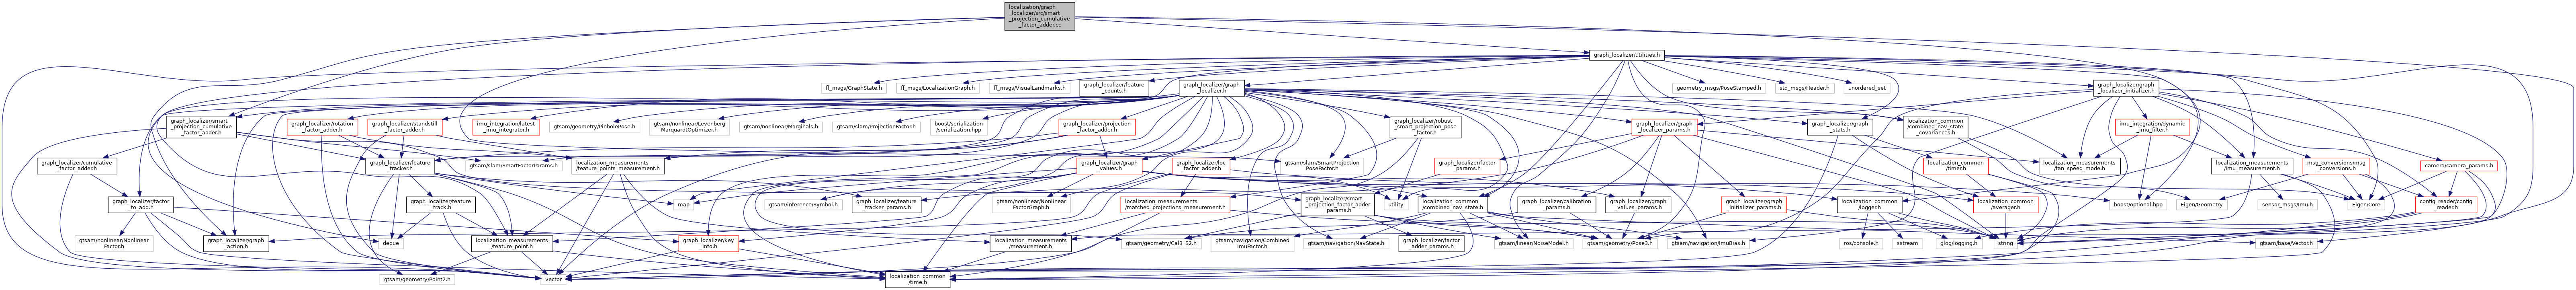 localization/graph
_localizer/src/smart
_projection_cumulative
_factor_adder.cc
graph_localizer/utilities.h
ff_msgs/GraphState.h
ff_msgs/LocalizationGraph.h
ff_msgs/VisualLandmarks.h
graph_localizer/feature
_counts.h
graph_localizer/graph
_localizer.h
geometry_msgs/PoseStamped.h
std_msgs/Header.h
unordered_set
graph_localizer/graph
_localizer_initializer.h
graph_localizer/smart
_projection_cumulative
_factor_adder.h
graph_localizer/rotation
_factor_adder.h
graph_localizer/standstill
_factor_adder.h
imu_integration/latest
_imu_integrator.h
gtsam/geometry/PinholePose.h
gtsam/nonlinear/Levenberg
MarquardtOptimizer.h
gtsam/nonlinear/Marginals.h
gtsam/slam/ProjectionFactor.h
boost/serialization
/serialization.hpp
graph_localizer/projection
_factor_adder.h
graph_localizer/robust
_smart_projection_pose
_factor.h
graph_localizer/graph
_localizer_params.h
graph_localizer/graph
_stats.h
localization_common
/combined_nav_state
_covariances.h
imu_integration/dynamic
_imu_filter.h
graph_localizer/cumulative
_factor_adder.h
gtsam/slam/SmartFactorParams.h
graph_localizer/feature
_tracker.h
localization_measurements
/feature_points_measurement.h
graph_localizer/graph
_values.h
graph_localizer/loc
_factor_adder.h
gtsam/slam/SmartProjection
PoseFactor.h
graph_localizer/factor
_params.h
localization_common
/timer.h
localization_measurements
/fan_speed_mode.h
localization_measurements
/imu_measurement.h
msg_conversions/msg
_conversions.h
camera/camera_params.h
graph_localizer/factor
_to_add.h
graph_localizer/feature
_track.h
map
gtsam/inference/Symbol.h
graph_localizer/feature
_tracker_params.h
gtsam/nonlinear/Nonlinear
FactorGraph.h
localization_measurements
/matched_projections_measurement.h
graph_localizer/smart
_projection_factor_adder
_params.h
utility
localization_common
/combined_nav_state.h
graph_localizer/calibration
_params.h
graph_localizer/graph
_values_params.h
graph_localizer/graph
_initializer_params.h
localization_common
/logger.h
localization_common
/averager.h
boost/optional.hpp
Eigen/Geometry
sensor_msgs/Imu.h
Eigen/Core
config_reader/config
_reader.h
gtsam/nonlinear/Nonlinear
Factor.h
graph_localizer/graph
_action.h
deque
localization_measurements
/feature_point.h
graph_localizer/key
_info.h
localization_measurements
/measurement.h
gtsam/geometry/Cal3_S2.h
gtsam/navigation/Combined
ImuFactor.h
gtsam/navigation/NavState.h
graph_localizer/factor
_adder_params.h
gtsam/linear/NoiseModel.h
gtsam/geometry/Pose3.h
gtsam/navigation/ImuBias.h
ros/console.h
sstream
glog/logging.h
string
gtsam/base/Vector.h
gtsam/geometry/Point2.h
vector
localization_common
/time.h